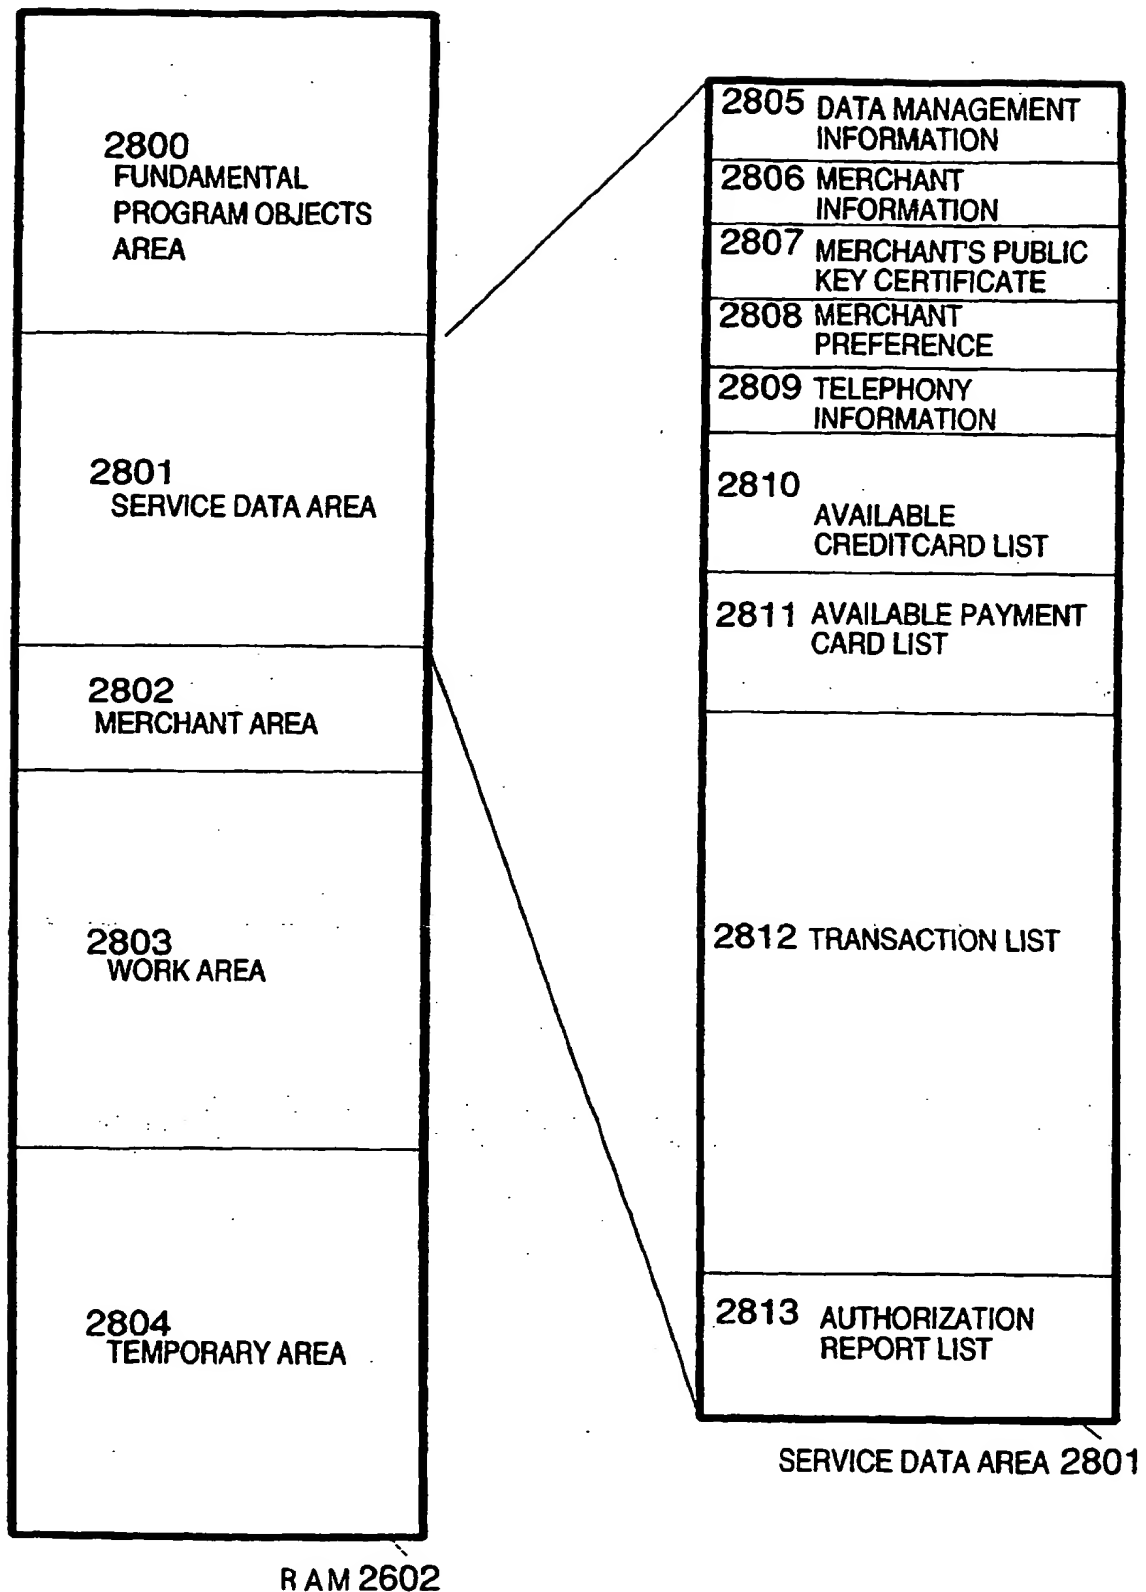 2800
FUNDAMENTAL
PROGRAM OBJECTS
AREA
2801
SERVICE DATA AREA
2802
MERCHANT AREA
2803
WORK AREA
2804
TEMPORARY AREA
RAM 2602
2805 DATA MANAGEMENT
INFORMATION
2806 MERCHANT
INFORMATION
2807 MERCHANT'S PUBLIC
KEY CERTIFICATE
2808 MERCHANT
PREFERENCE
2809 TELEPHONY
INFORMATION
2810
AVAILABLE
CREDITCARD LIST
2811 AVAILABLE PAYMENT
CARD LIST
2812 TRANSACTION LIST
2813 AUTHORIZATION
REPORT LIST
SERVICE DATA AREA 2801